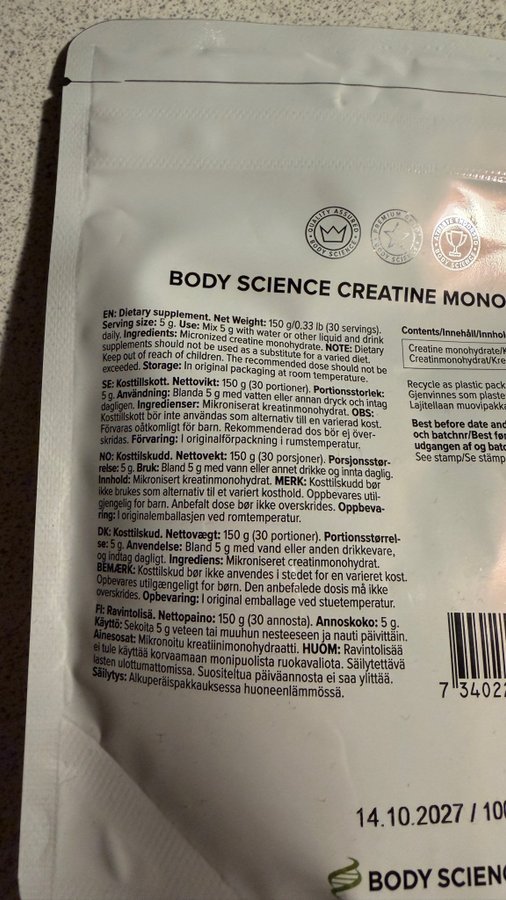 QUALITY ASSURED
BODY SCIENCE
PREMIUM
BODY SCIENCE
BODY SCIENCE CREATINE MONO
EN: Dietary supplement. Net Weight: 150 g/0.33 lb (30 servings).
Serving size: 5 g. Use: Mix 5 g with water or other liquid and drink
daily. Ingredients: Micronized creatine monohydrate. NOTE: Dietary
supplements should not be used as a substitute for a varied diet.
Keep out of reach of children. The recommended dose should not be
exceeded. Storage: In original packaging at room temperature.
SE: Kosttillskott. Nettovikt: 150 g (30 portioner). Portionsstorlek:
5 g. Användning: Blanda 5 g med vatten eller annan dryck och intag
dagligen. Ingredienser: Mikroniserat kreatinmonohydrat. OBS:
Kosttillskott bör inte användas som alternativ till en varierad kost.
Förvaras oåtkomligt för barn. Rekommenderad dos bör ej över-
skridas. Förvaring: I originalförpackning i rumstemperatur.
NO: Kosttilskudd. Nettovekt: 150 g (30 porsjoner). Porsjonsstør-
relse: 5 g. Bruk: Bland 5 g med vann eller annet drikke og innta daglig.
Innhold: Mikronisert kreatinmonohydrat. MERK: Kosttilskudd bør
ikke brukes som alternativ til et variert kosthold. Oppbevares util-
gjengelig for barn. Anbefalt dose bør ikke overskrides. Oppbeva-
ring: I originalemballasjen ved romtemperatur.
DK: Kosttilskud. Nettovægt: 150 g (30 portioner). Portionsstørrel-
se: 5 g. Anvendelse: Bland 5 g med vand eller anden drikkevare,
og indtag dagligt. Ingrediens: Mikroniseret creatinmonohydrat.
BEMÆRK: Kosttilskud bør ikke anvendes i stedet for en varieret kost.
Opbevares utilgængeligt for børn. Den anbefalede dosis må ikke
overskrides. Opbevaring: I original emballage ved stuetemperatur.
FI: Ravintolisä. Nettopaino: 150 g (30 annosta). Annoskoko: 5 g.
Käyttö: Sekoita 5 g veteen tai muuhun nesteeseen ja nauti päivittäin.
Ainesosat: Mikronoitu kreatiinimonohydraatti. HUOM: Ravintolisää
ei tule käyttää korvaamaan monipuolista ruokavaliota. Säilytettävä
lasten ulottumattomissa. Suositeltua päiväannosta ei saa ylittää.
Säilytys: Alkuperäispakkauksessa huoneenlämmössä.
Contents/Innehåll/Innhol
Creatine monohydrate/K
Creatinmonohydrat/Kre
Recycle as plastic pack
Gjenvinnes som plaste
Lajitellaan muovipakka
Best before date an
och batchnr/Best fø
udgangen af og batc
See stamp/Se stämp
7 34022
14.10.2027 / 100
BODY SCIENC